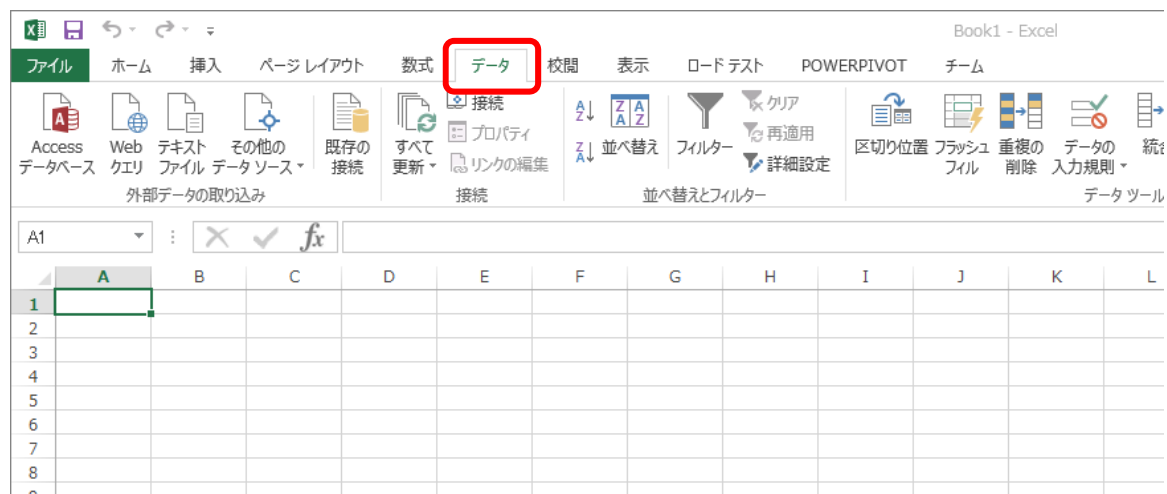 Book1 - Excel
ファイル ホーム 挿入 ページ レイアウト 数式 データ 校閲 表示 ロード テスト POWERPIVOT チーム
接続 クリア
プロパティ 再適用
Access Web テキスト その他の 既存の すべて 並べ替え フィルター 区切り位置 フラッシュ 重複の データの
データベース クエリ ファイル データ ソース 接続 更新 リンクの編集 詳細設定 フィル 削除 入力規則
外部データの取り込み 接続 並べ替えとフィルター データ ツール
A1 fx
A B C D E F G H I J K L
1
2
3
4
5
6
7
8